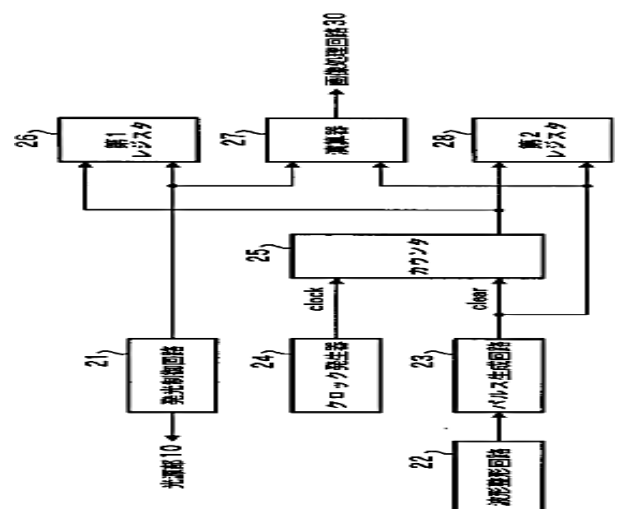 画像処理回路30
26
第1
レジスタ
27
演算器
28
第2
レジスタ
25
カウンタ
clock
clear
21
発光制御回路
24
クロック発生器
23
パルス生成回路
光源部10
22
波形整形回路